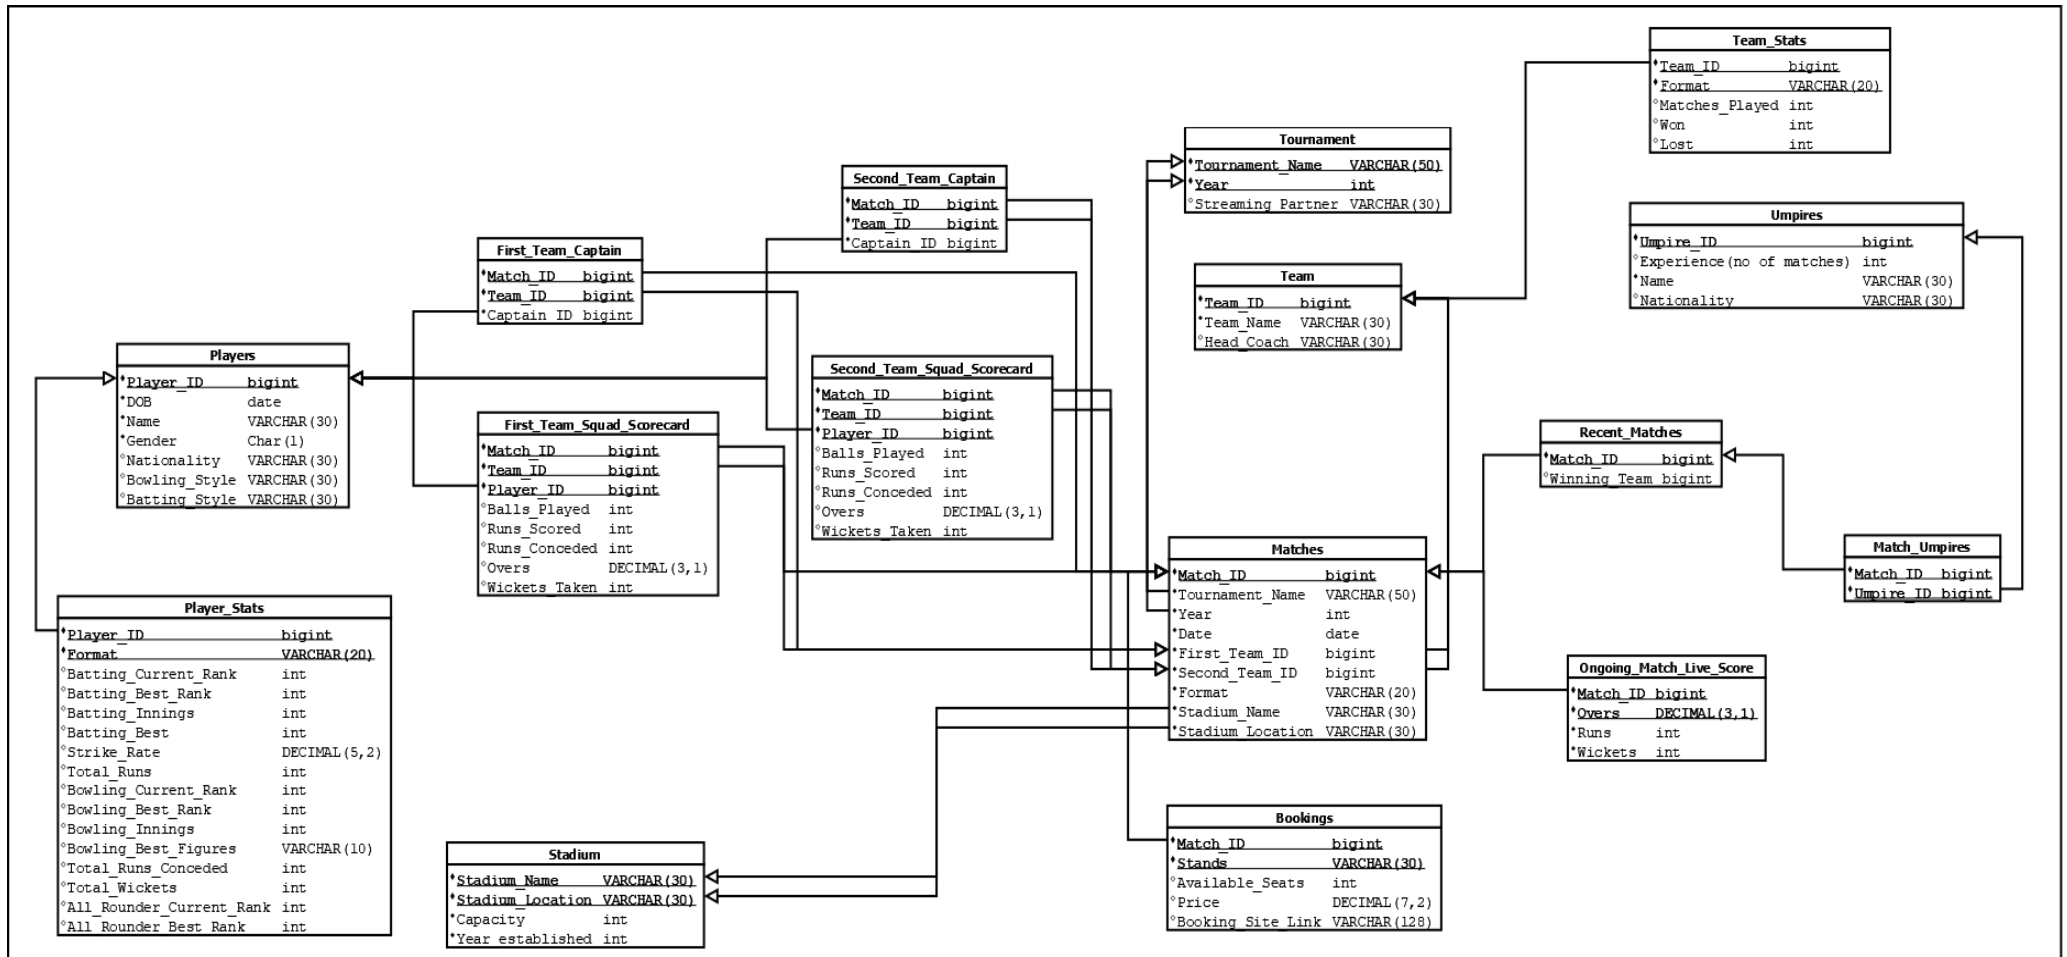 Team_Stats
Team_ID bigint
Format VARCHAR(20)
Matches_Played int
Won int
Lost int
Tournament
Tournament_Name VARCHAR(50)
Year int
Streaming_Partner VARCHAR(30)
Second_Team_Captain
Match_ID bigint
Team_ID bigint
Captain_ID bigint
Umpires
Umpire_ID bigint
Experience(no of matches) int
Name VARCHAR(30)
Nationality VARCHAR(30)
First_Team_Captain
Match_ID bigint
Team_ID bigint
Captain_ID bigint
Team
Team_ID bigint
Team_Name VARCHAR(30)
Head_Coach VARCHAR(30)
Players
Player_ID bigint
DOB date
Name VARCHAR(30)
Gender Char(1)
Nationality VARCHAR(30)
Bowling_Style VARCHAR(30)
Batting_Style VARCHAR(30)
Second_Team_Squad_Scorecard
Match_ID bigint
Team_ID bigint
Player_ID bigint
Balls_Played int
Runs_Scored int
Runs_Conceded int
Overs DECIMAL(3,1)
Wickets_Taken int
First_Team_Squad_Scorecard
Match_ID bigint
Team_ID bigint
Player_ID bigint
Balls_Played int
Runs_Scored int
Runs_Conceded int
Overs DECIMAL(3,1)
Wickets_Taken int
Recent_Matches
Match_ID bigint
Winning_Team bigint
Matches
Match_ID bigint
Tournament_Name VARCHAR(50)
Year int
Date date
First_Team_ID bigint
Second_Team_ID bigint
Format VARCHAR(20)
Stadium_Name VARCHAR(30)
Stadium_Location VARCHAR(30)
Match_Umpires
Match_ID bigint
Umpire_ID bigint
Player_Stats
Player_ID bigint
Format VARCHAR(20)
Batting_Current_Rank int
Batting_Best_Rank int
Batting_Innings int
Batting_Best int
Strike_Rate DECIMAL(5,2)
Total_Runs int
Bowling_Current_Rank int
Bowling_Best_Rank int
Bowling_Innings int
Bowling_Best_Figures VARCHAR(10)
Total_Runs_Conceded int
Total_Wickets int
All_Rounder_Current_Rank int
All_Rounder_Best_Rank int
Ongoing_Match_Live_Score
Match_ID bigint
Overs DECIMAL(3,1)
Runs int
Wickets int
Stadium
Stadium_Name VARCHAR(30)
Stadium_Location VARCHAR(30)
Capacity int
Year_established int
Bookings
Match_ID bigint
Stands VARCHAR(30)
Available_Seats int
Price DECIMAL(7,2)
Booking_Site_Link VARCHAR(128)